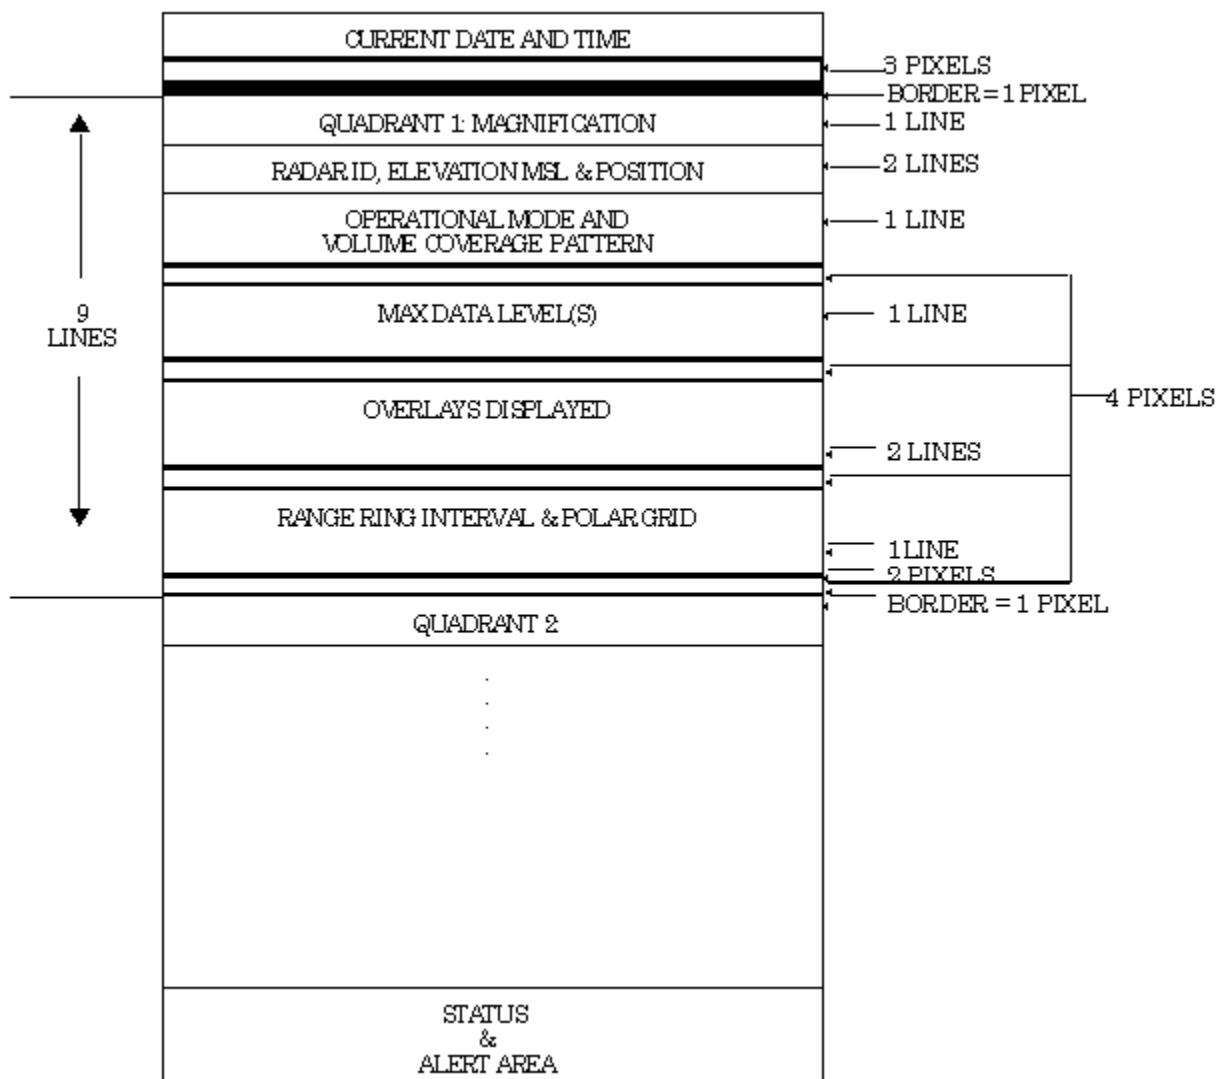 CURRENT DATE AND TIME
3 PIXELS
BORDER = 1 PIXEL
QUADRANT 1: MAGNIFICATION
1 LINE
RADAR ID, ELEVATION MSL & POSITION
2 LINES
OPERATIONAL MODE AND
VOLUME COVERAGE PATTERN
1 LINE
9
LINES
MAX DATA LEVEL(S)
1 LINE
OVERLAYS DISPLAYED
4 PIXELS
2 LINES
RANGE RING INTERVAL & POLAR GRID
1 LINE
2 PIXELS
BORDER = 1 PIXEL
QUADRANT 2
STATUS
&
ALERT AREA